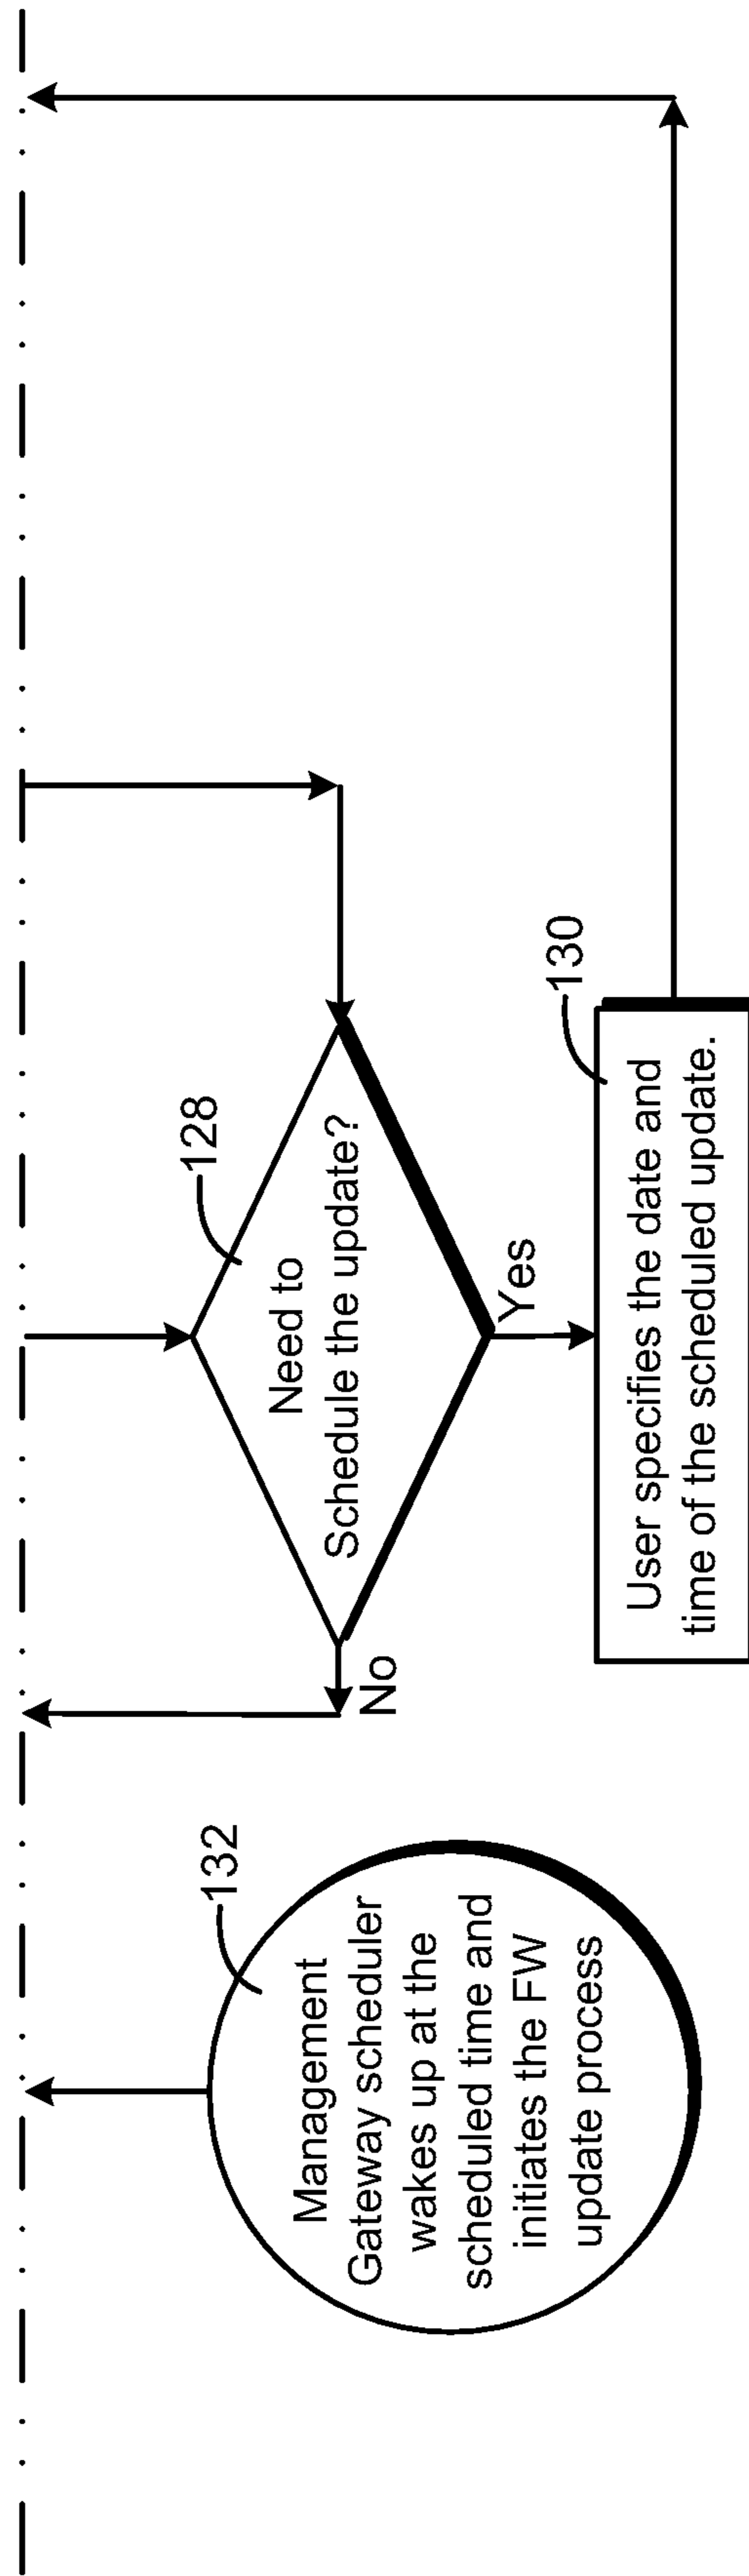 128
Need to
Schedule the update?
No
Yes
130
User specifies the date and
time of the scheduled update.
132
Management
Gateway scheduler
wakes up at the
scheduled time and
initiates the FW
update process